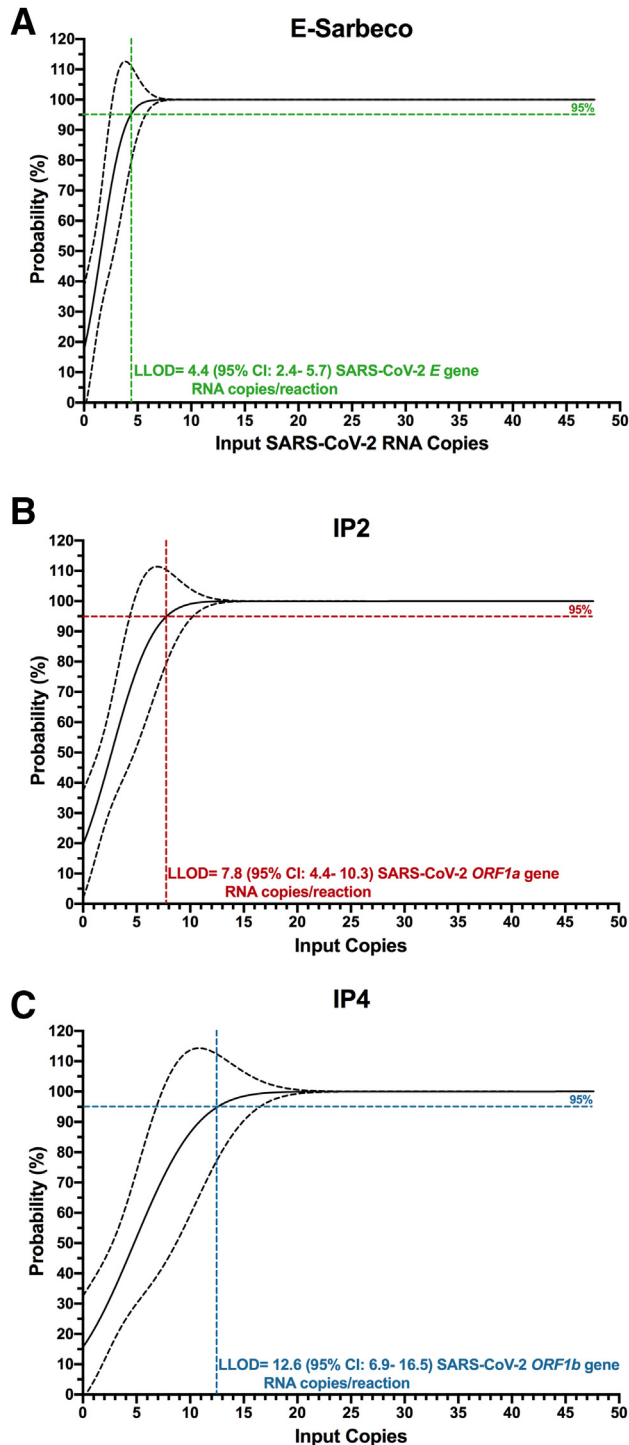 A
E-Sarbeco
120
110
100
90
80
70
60
50
40
30
20
10
0
Probability (%)
95%
LLOD= 4.4 (95% CI: 2.4- 5.7) SARS-CoV-2 E gene
RNA copies/reaction
0 5 10 15 20 25 30 35 40 45 50
Input SARS-CoV-2 RNA Copies
B
IP2
120
110
100
90
80
70
60
50
40
30
20
10
0
Probability (%)
95%
LLOD= 7.8 (95% CI: 4.4- 10.3) SARS-CoV-2 ORF1a gene
RNA copies/reaction
0 5 10 15 20 25 30 35 40 45 50
Input Copies
C
IP4
120
110
100
90
80
70
60
50
40
30
20
10
0
Probability (%)
95%
LLOD= 12.6 (95% CI: 6.9- 16.5) SARS-CoV-2 ORF1b gene
RNA copies/reaction
0 5 10 15 20 25 30 35 40 45 50
Input Copies